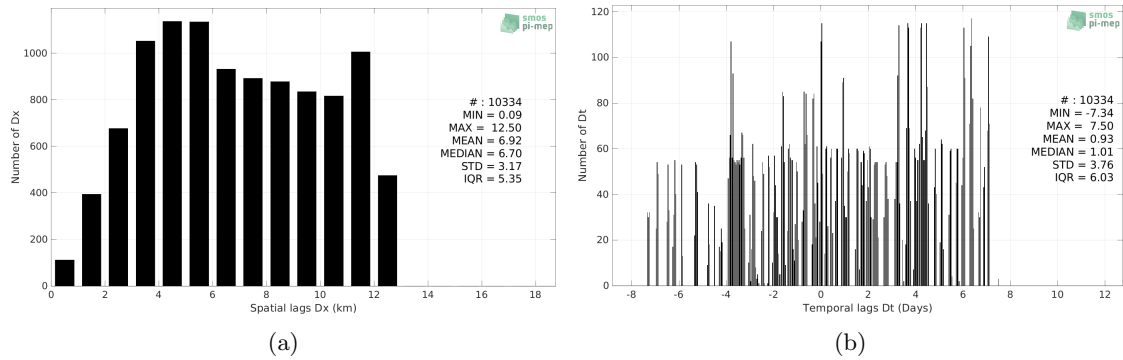 smos
pi-mep
1000
800
600
400
200
0
Number of Dx
# : 10334
MIN = 0.09
MAX = 12.50
MEAN = 6.92
MEDIAN = 6.70
STD = 3.17
IQR = 5.35
0 2 4 6 8 10 12 14 16 18
Spatial lags Dx (km)
(a)
smos
pi-mep
120
100
80
60
40
20
0
Number of Dt
# : 10334
MIN = -7.34
MAX = 7.50
MEAN = 0.93
MEDIAN = 1.01
STD = 3.76
IQR = 6.03
-8 -6 -4 -2 0 2 4 6 8 10 12
Temporal lags Dt (Days)
(b)